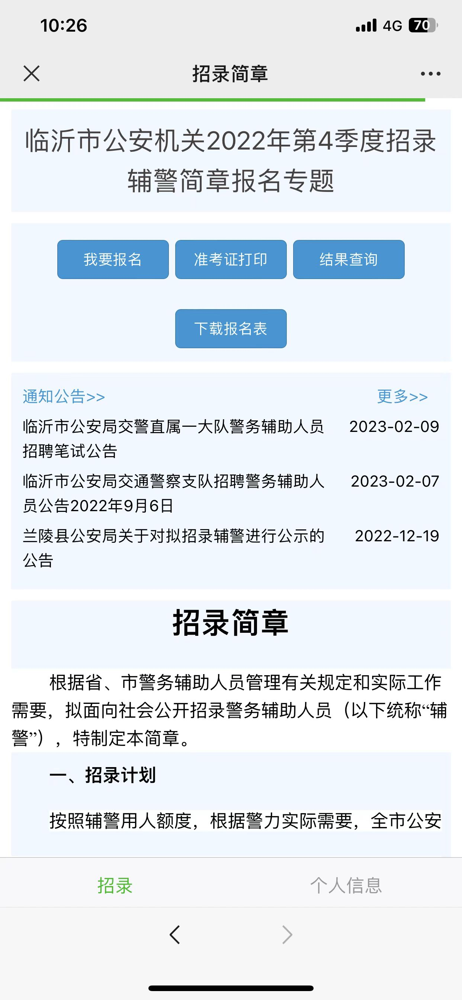 10:26
4G 70
招录简章
临沂市公安机关2022年第4季度招录
辅警简章报名专题
我要报名 准考证打印 结果查询
下载报名表
通知公告>> 更多>>
临沂市公安局交警直属一大队警务辅助人员 2023-02-09
招聘笔试公告
临沂市公安局交通警察支队招聘警务辅助人 2023-02-07
员公告2022年9月6日
兰陵县公安局关于对拟招录辅警进行公示的 2022-12-19
公告
招录简章
根据省、市警务辅助人员管理有关规定和实际工作
需要，拟面向社会公开招录警务辅助人员（以下统称“辅
警”），特制定本简章。
一、招录计划
按照辅警用人额度，根据警力实际需要，全市公安
招录 个人信息